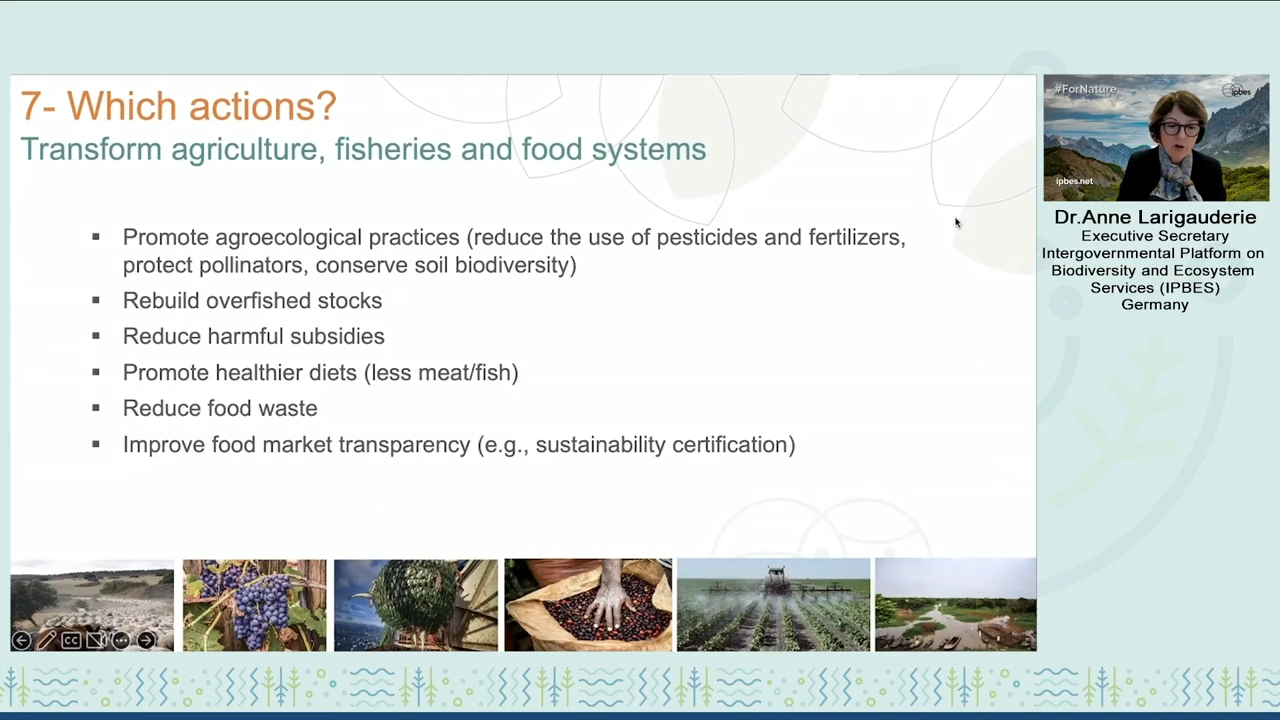 7- Which actions?
Transform agriculture, fisheries and food systems
▪ Promote agroecological practices (reduce the use of pesticides and fertilizers,
protect pollinators, conserve soil biodiversity)
▪ Rebuild overfished stocks
▪ Reduce harmful subsidies
▪ Promote healthier diets (less meat/fish)
▪ Reduce food waste
▪ Improve food market transparency (e.g., sustainability certification)
CC
#ForNature
ipbes
ipbes.net
Dr.Anne Larigauderie
Executive Secretary
Intergovernmental Platform on
Biodiversity and Ecosystem
Services (IPBES)
Germany